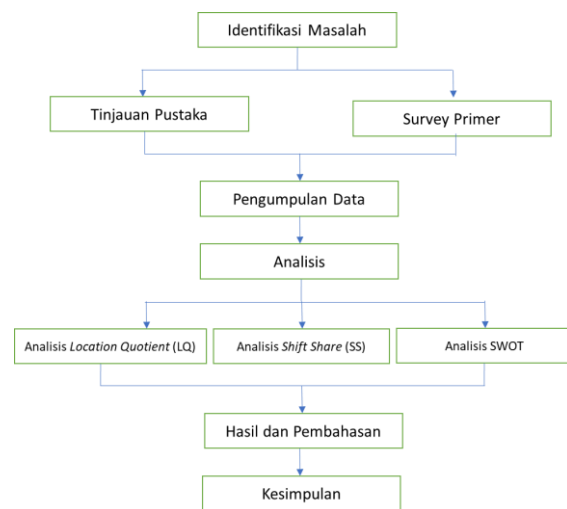 Identifikasi Masalah
Tinjauan Pustaka
Survey Primer
Pengumpulan Data
Analisis
Analisis Location Quotient (LQ)
Analisis Shift Share (SS)
Analisis SWOT
Hasil dan Pembahasan
Kesimpulan